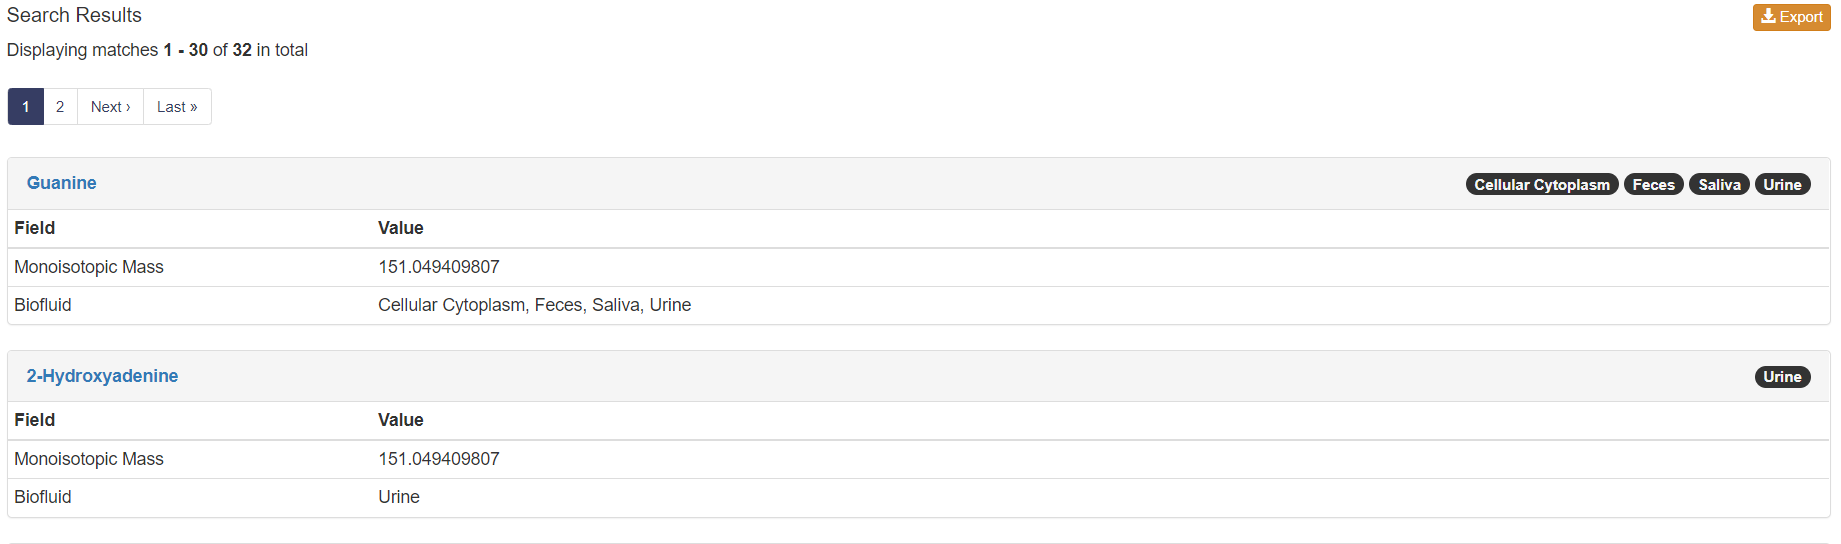 Search Results
Export
Displaying matches 1 - 30 of 32 in total
1 2 Next › Last »
Guanine
Cellular Cytoplasm Feces Saliva Urine
Field Value
Monoisotopic Mass 151.049409807
Biofluid Cellular Cytoplasm, Feces, Saliva, Urine
2-Hydroxyadenine
Urine
Field Value
Monoisotopic Mass 151.049409807
Biofluid Urine